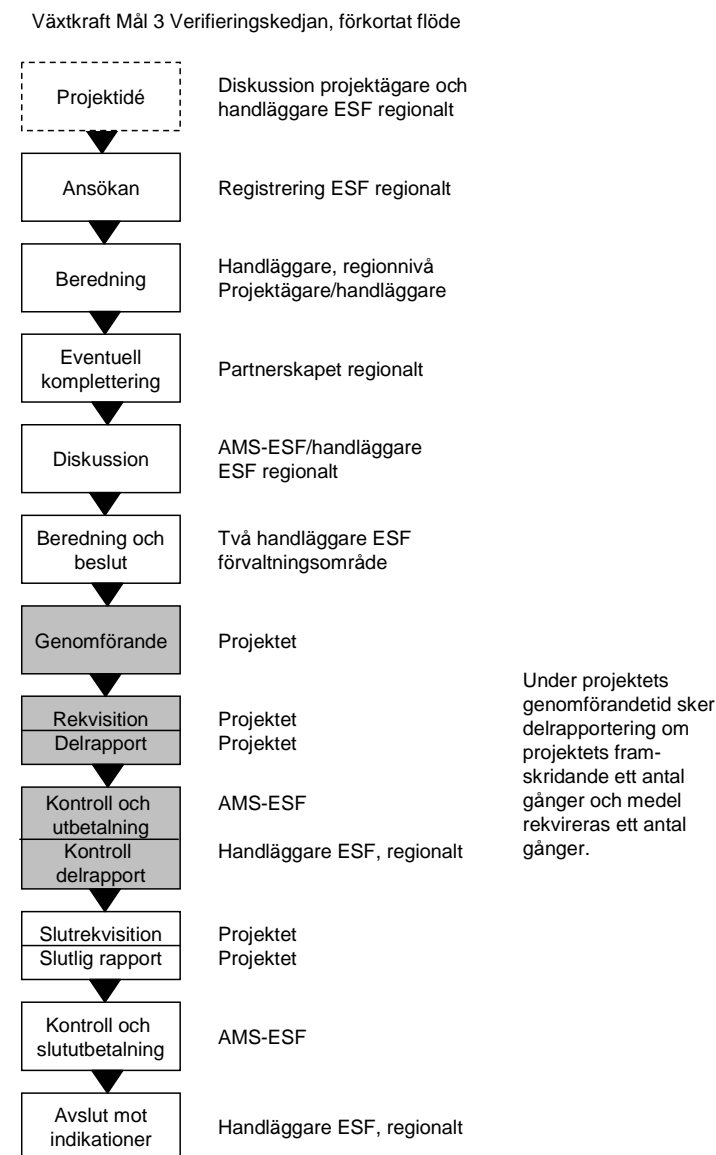 Växtkraft Mål 3 Verifieringskedjan, förkortat flöde
Projektidé
Diskussion projektägare och
handläggare ESF regionalt
Ansökan
Registrering ESF regionalt
Beredning
Handläggare, regionnivå
Projektägare/handläggare
Eventuell
komplettering
Partnerskapet regionalt
Diskussion
AMS-ESF/handläggare
ESF regionalt
Beredning och
beslut
Två handläggare ESF
förvaltningsområde
Genomförande
Projektet
Rekvisition
Projektet
Delrapport
Projektet
Kontroll och
utbetalning
AMS-ESF
Kontroll
delrapport
Handläggare ESF, regionalt
Under projektets
genomförandetid sker
delrapportering om
projektets fram-
skridande ett antal
gånger och medel
rekvireras ett antal
gånger.
Slutrekvisition
Projektet
Slutlig rapport
Projektet
Kontroll och
slututbetalning
AMS-ESF
Avslut mot
indikationer
Handläggare ESF, regionalt